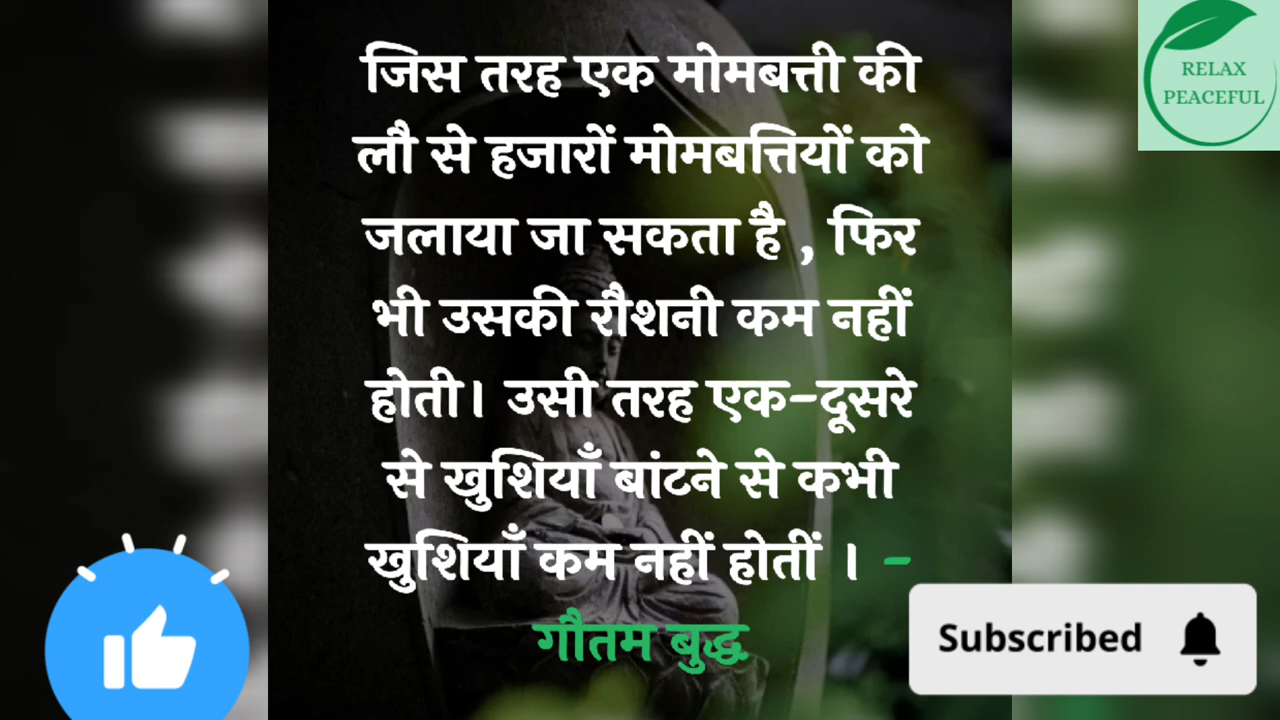 जिस तरह एक मोमबत्ती की
लौ से हजारों मोमबत्तियों को
जलाया जा सकता है , फिर
भी उसकी रौशनी कम नहीं
होती। उसी तरह एक-दूसरे
से खुशियाँ बांटने से कभी
खुशियाँ कम नहीं होतीं । -
गौतम बुद्ध
RELAX
PEACEFUL
Subscribed